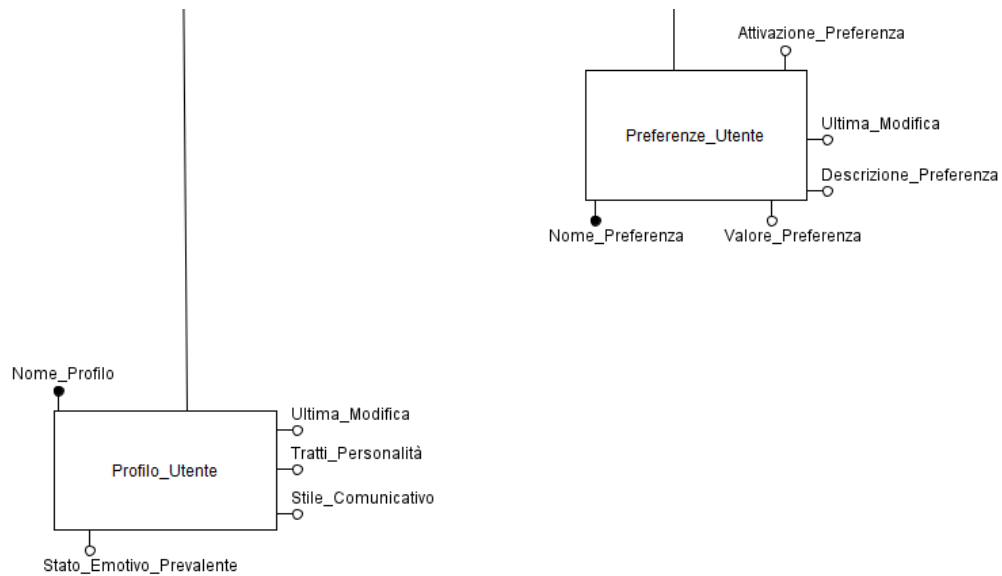 Attivazione_Preferenza
Ultima_Modifica
Preferenze_Utente
Descrizione_Preferenza
Nome_Preferenza
Valore_Preferenza
Nome_Profilo
Ultima_Modifica
Tratti_Personalità
Profilo_Utente
Stile_Comunicativo
Stato_Emotivo_Prevalente